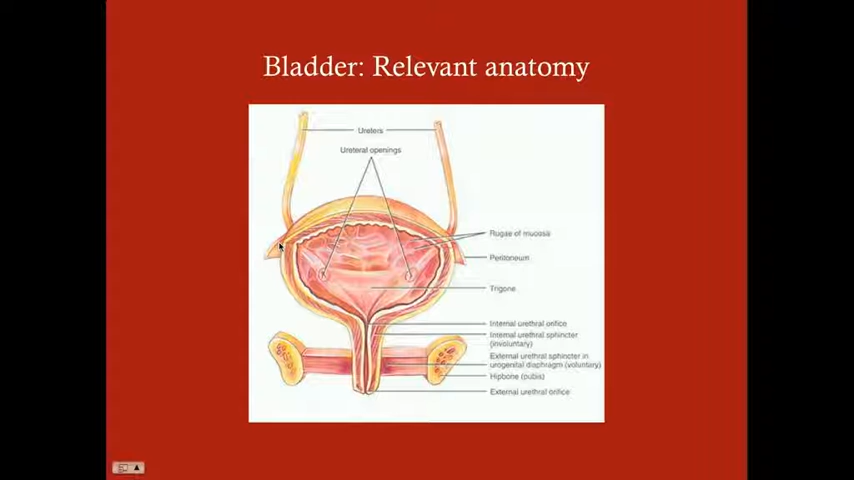 Bladder: Relevant anatomy
Ureters
Ureteral openings
Rugae of mucosa
Peritoneum
Trigone
Internal urethral orifice
Internal urethral sphincter
(involuntary)
External urethral sphincter in
urogenital diaphragm (voluntary)
Hipbone (pubis)
External urethral orifice